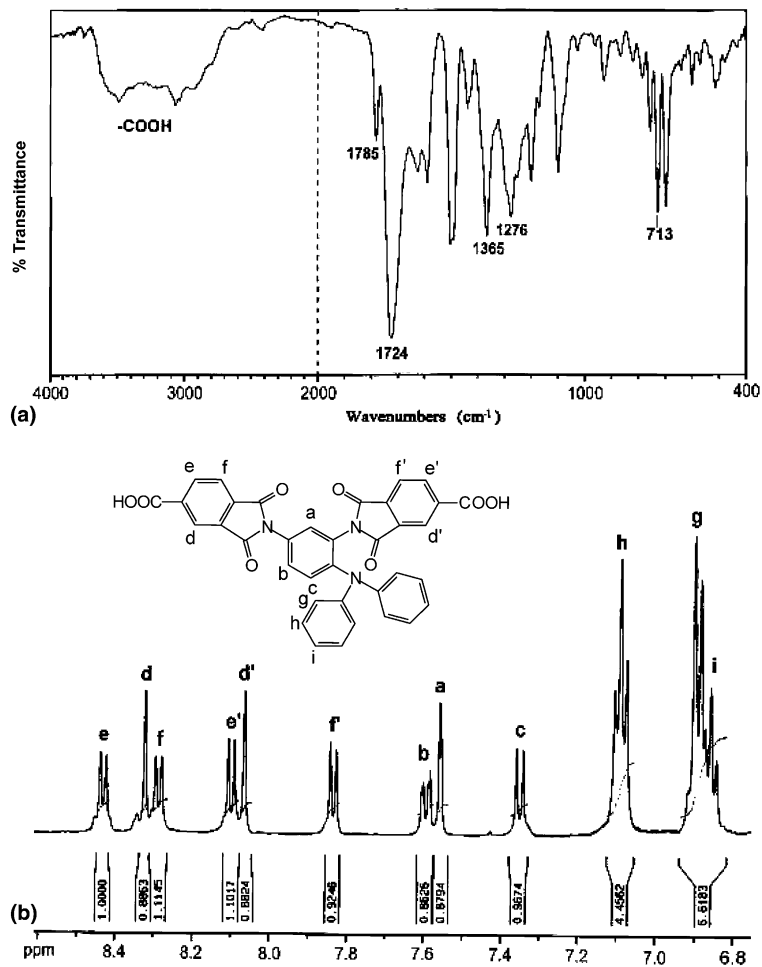 % Transmittance
-COOH
1785
1724
1365
1276
713
4000 3000 2000 1000 400
Wavenumbers (cm-1)
(a)
e f f' e'
HOOC O O COOH
a
N N
d d'
O O
b
c
N
g
h
i
e d f e' d' f' b a c h g i
1.0000 0.8863 1.1145 1.1017 0.8824 0.9246 0.8626 0.8794 0.9674 4.4562 6.6183
(b)
ppm 8.4 8.2 8.0 7.8 7.6 7.4 7.2 7.0 6.8